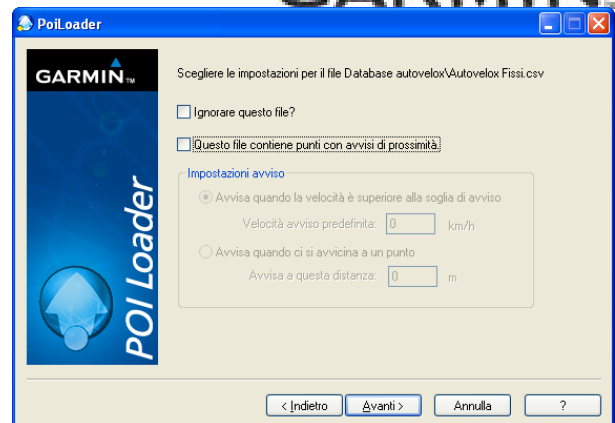 GARMIN
PoiLoader
GARMIN™
POI Loader
Scegliere le impostazioni per il file Database autovelox\Autovelox Fissi.csv
Ignorare questo file?
Questo file contiene punti con avvisi di prossimità.
Impostazioni avviso
Avvisa quando la velocità è superiore alla soglia di avviso
Velocità avviso predefinita: 0 km/h
Avvisa quando ci si avvicina a un punto
Avvisa a questa distanza: 0 m
< Indietro Avanti > Annulla ?